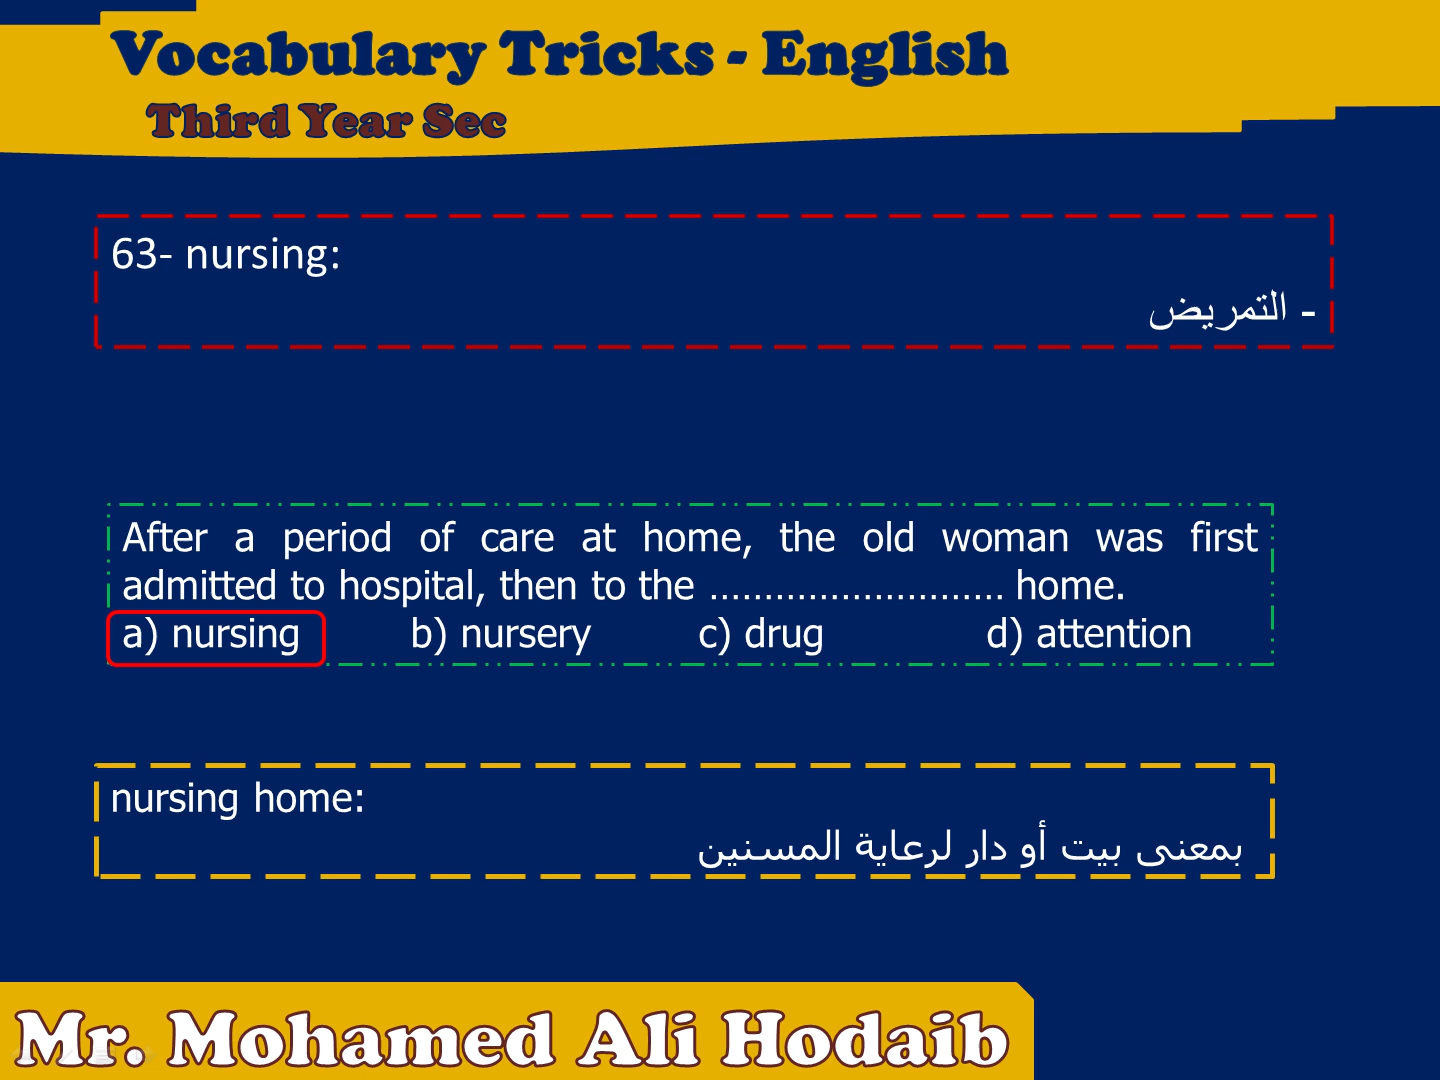 Vocabulary Tricks - English
Third Year Sec
63- nursing:
- التمريض
After a period of care at home, the old woman was first
admitted to hospital, then to the ……………………… home.
a) nursing b) nursery c) drug d) attention
nursing home:
بمعنى بيت أو دار لرعاية المسنين
Mr. Mohamed Ali Hodaib